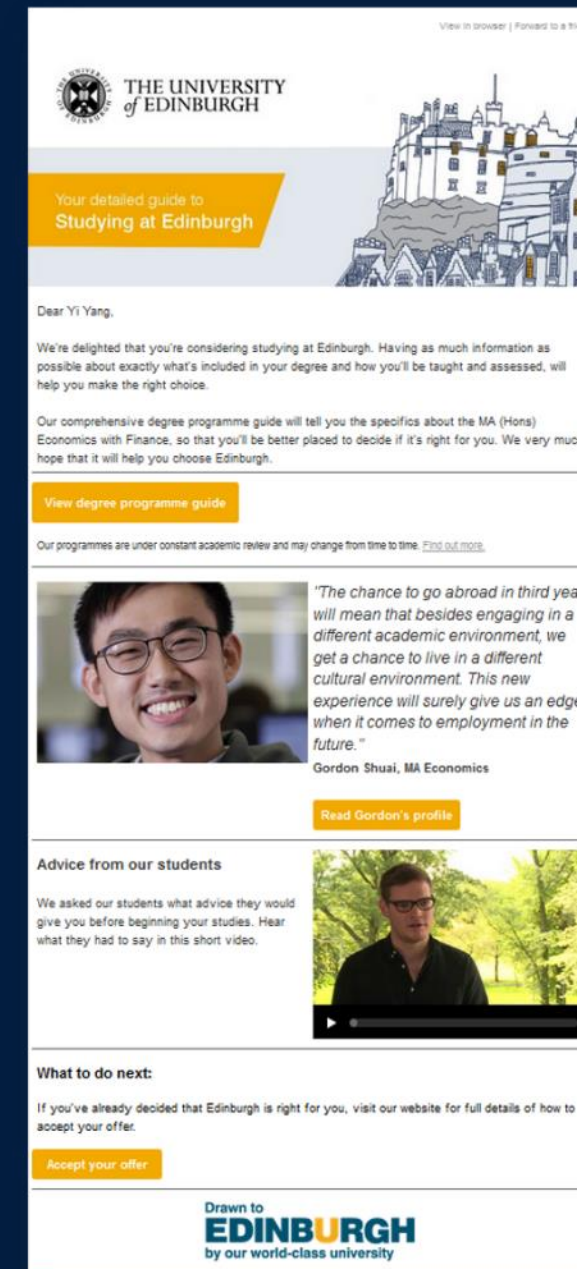 View in browser | Forward to a frie
THE UNIVERSITY
of EDINBURGH
Your detailed guide to
Studying at Edinburgh
Dear Yi Yang,
We're delighted that you're considering studying at Edinburgh. Having as much information as
possible about exactly what's included in your degree and how you'll be taught and assessed, will
help you make the right choice.
Our comprehensive degree programme guide will tell you the specifics about the MA (Hons)
Economics with Finance, so that you'll be better placed to decide if it's right for you. We very muc
hope that it will help you choose Edinburgh.
View degree programme guide
Our programmes are under constant academic review and may change from time to time. Find out more.
"The chance to go abroad in third yea
will mean that besides engaging in a
different academic environment, we
get a chance to live in a different
cultural environment. This new
experience will surely give us an edge
when it comes to employment in the
future."
Gordon Shuai, MA Economics
Read Gordon's profile
Advice from our students
We asked our students what advice they would
give you before beginning your studies. Hear
what they had to say in this short video.
What to do next:
If you've already decided that Edinburgh is right for you, visit our website for full details of how to
accept your offer.
Accept your offer
Drawn to
EDINBURGH
by our world-class university